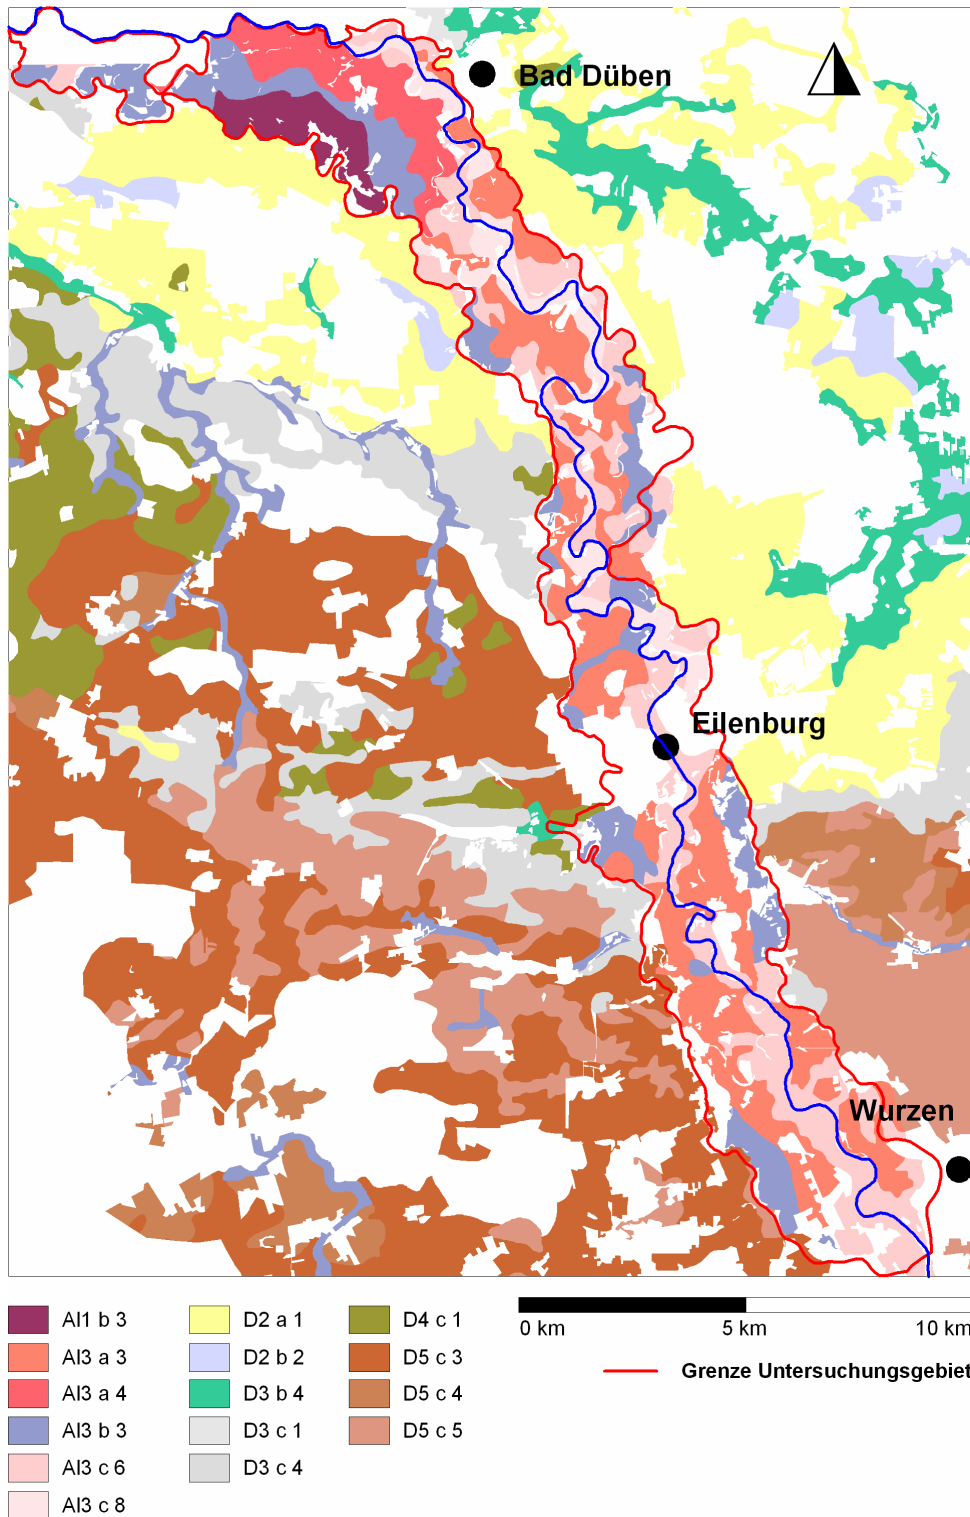 Bad Düben
Eilenburg
Wurzen
Al1 b 3
Al3 a 3
Al3 a 4
Al3 b 3
Al3 c 6
Al3 c 8
D2 a 1
D2 b 2
D3 b 4
D3 c 1
D3 c 4
D4 c 1
D5 c 3
D5 c 4
D5 c 5
0 km 5 km 10 km
Grenze Untersuchungsgebiet